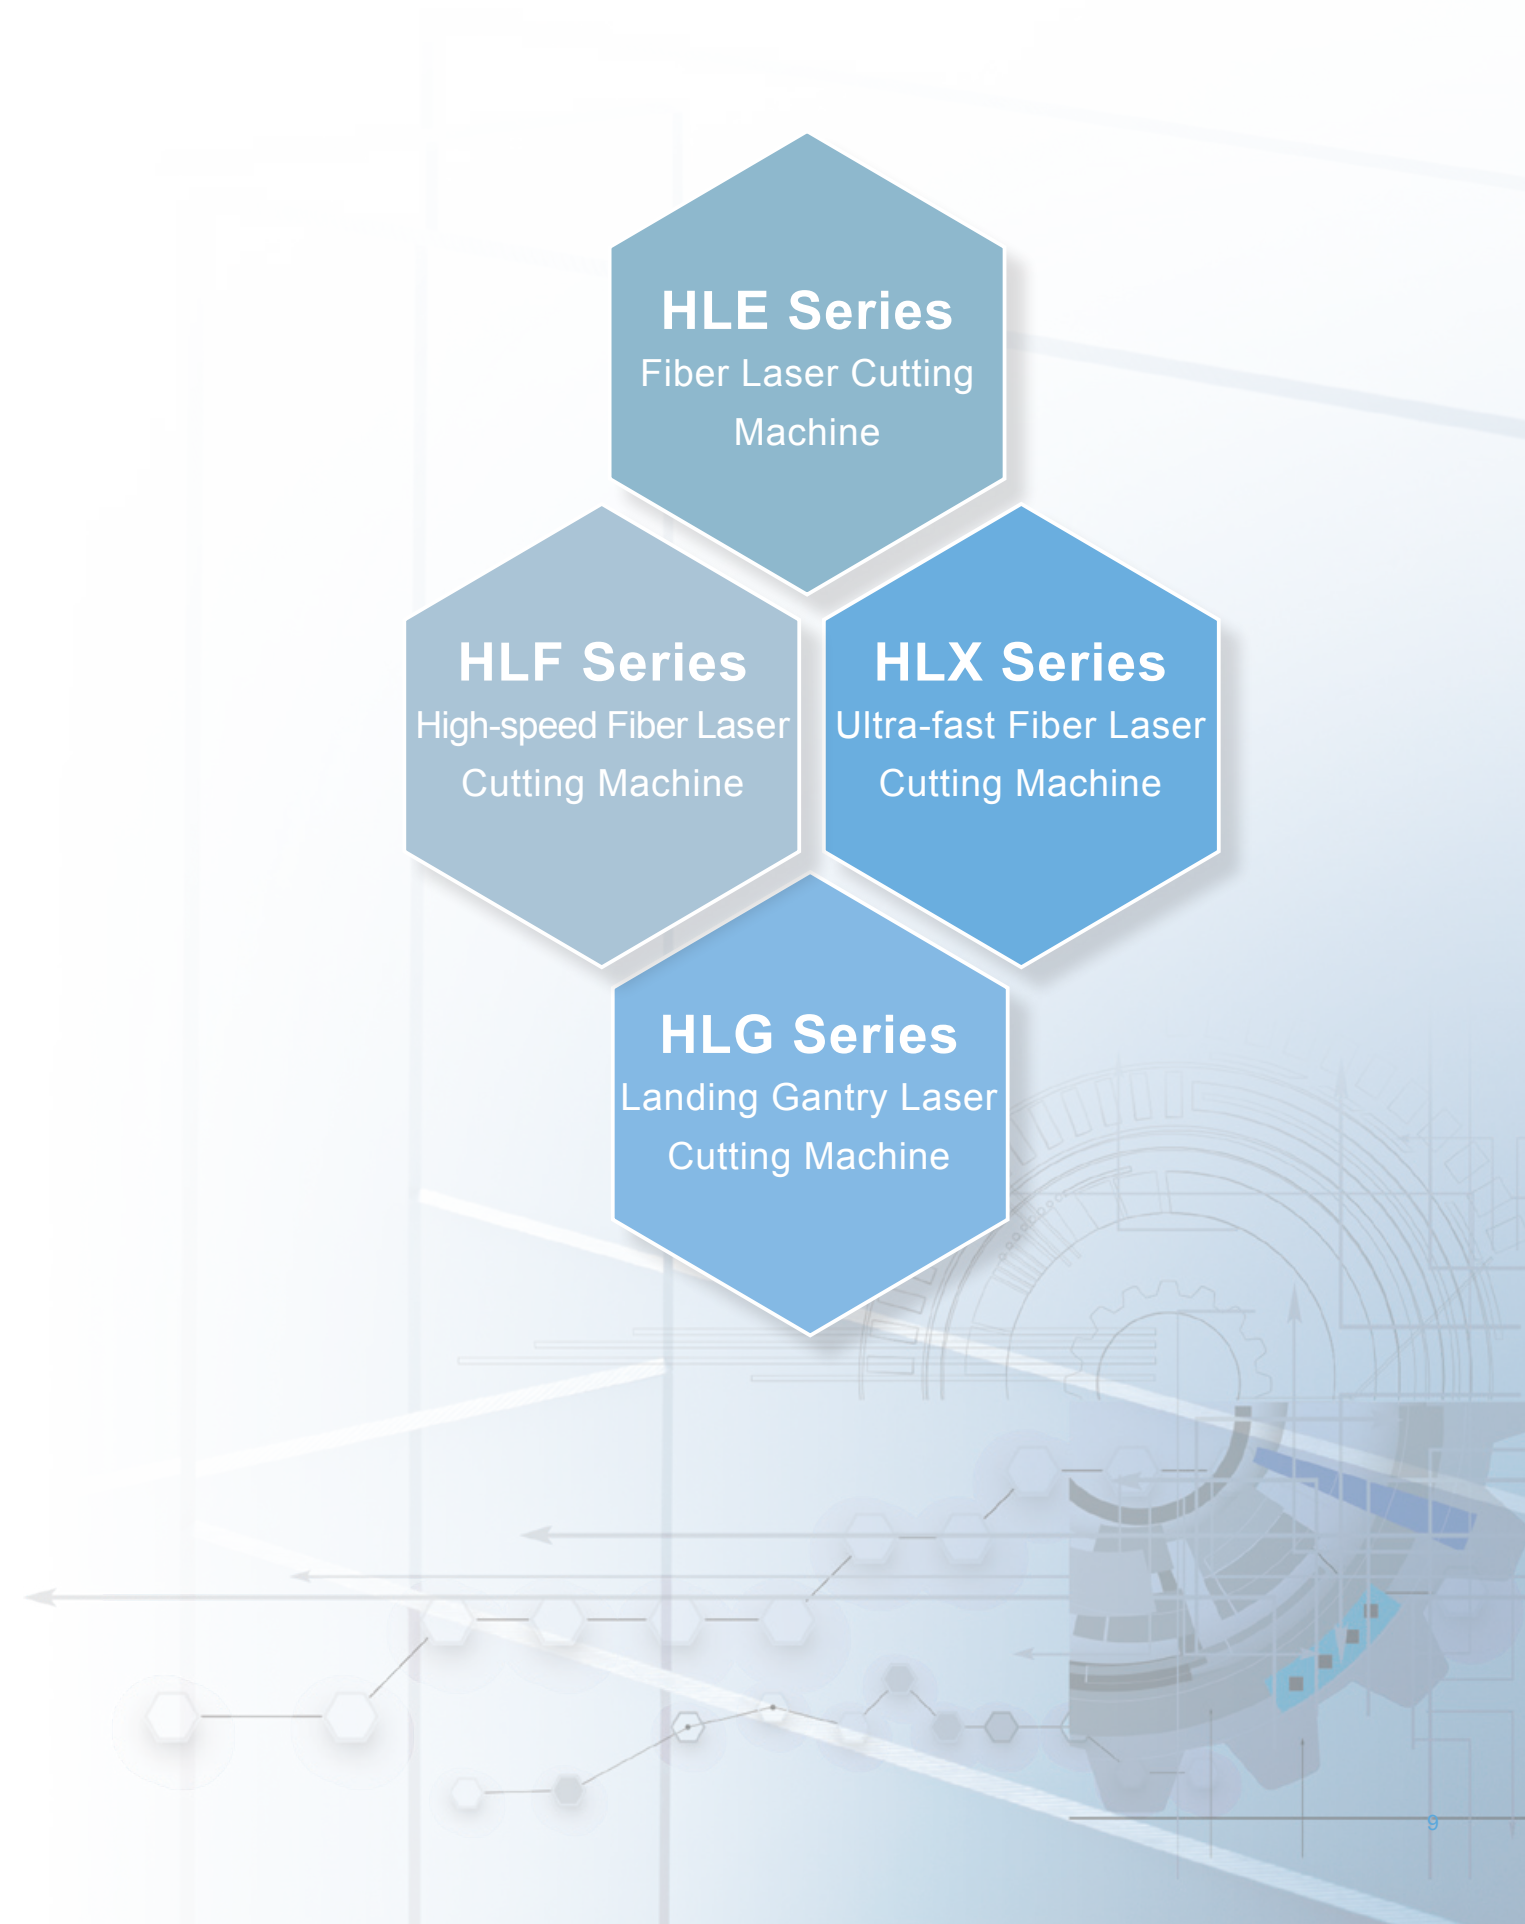 HLE Series
Fiber Laser Cutting
Machine
HLF Series
High-speed Fiber Laser
Cutting Machine
HLX Series
Ultra-fast Fiber Laser
Cutting Machine
HLG Series
Landing Gantry Laser
Cutting Machine
9